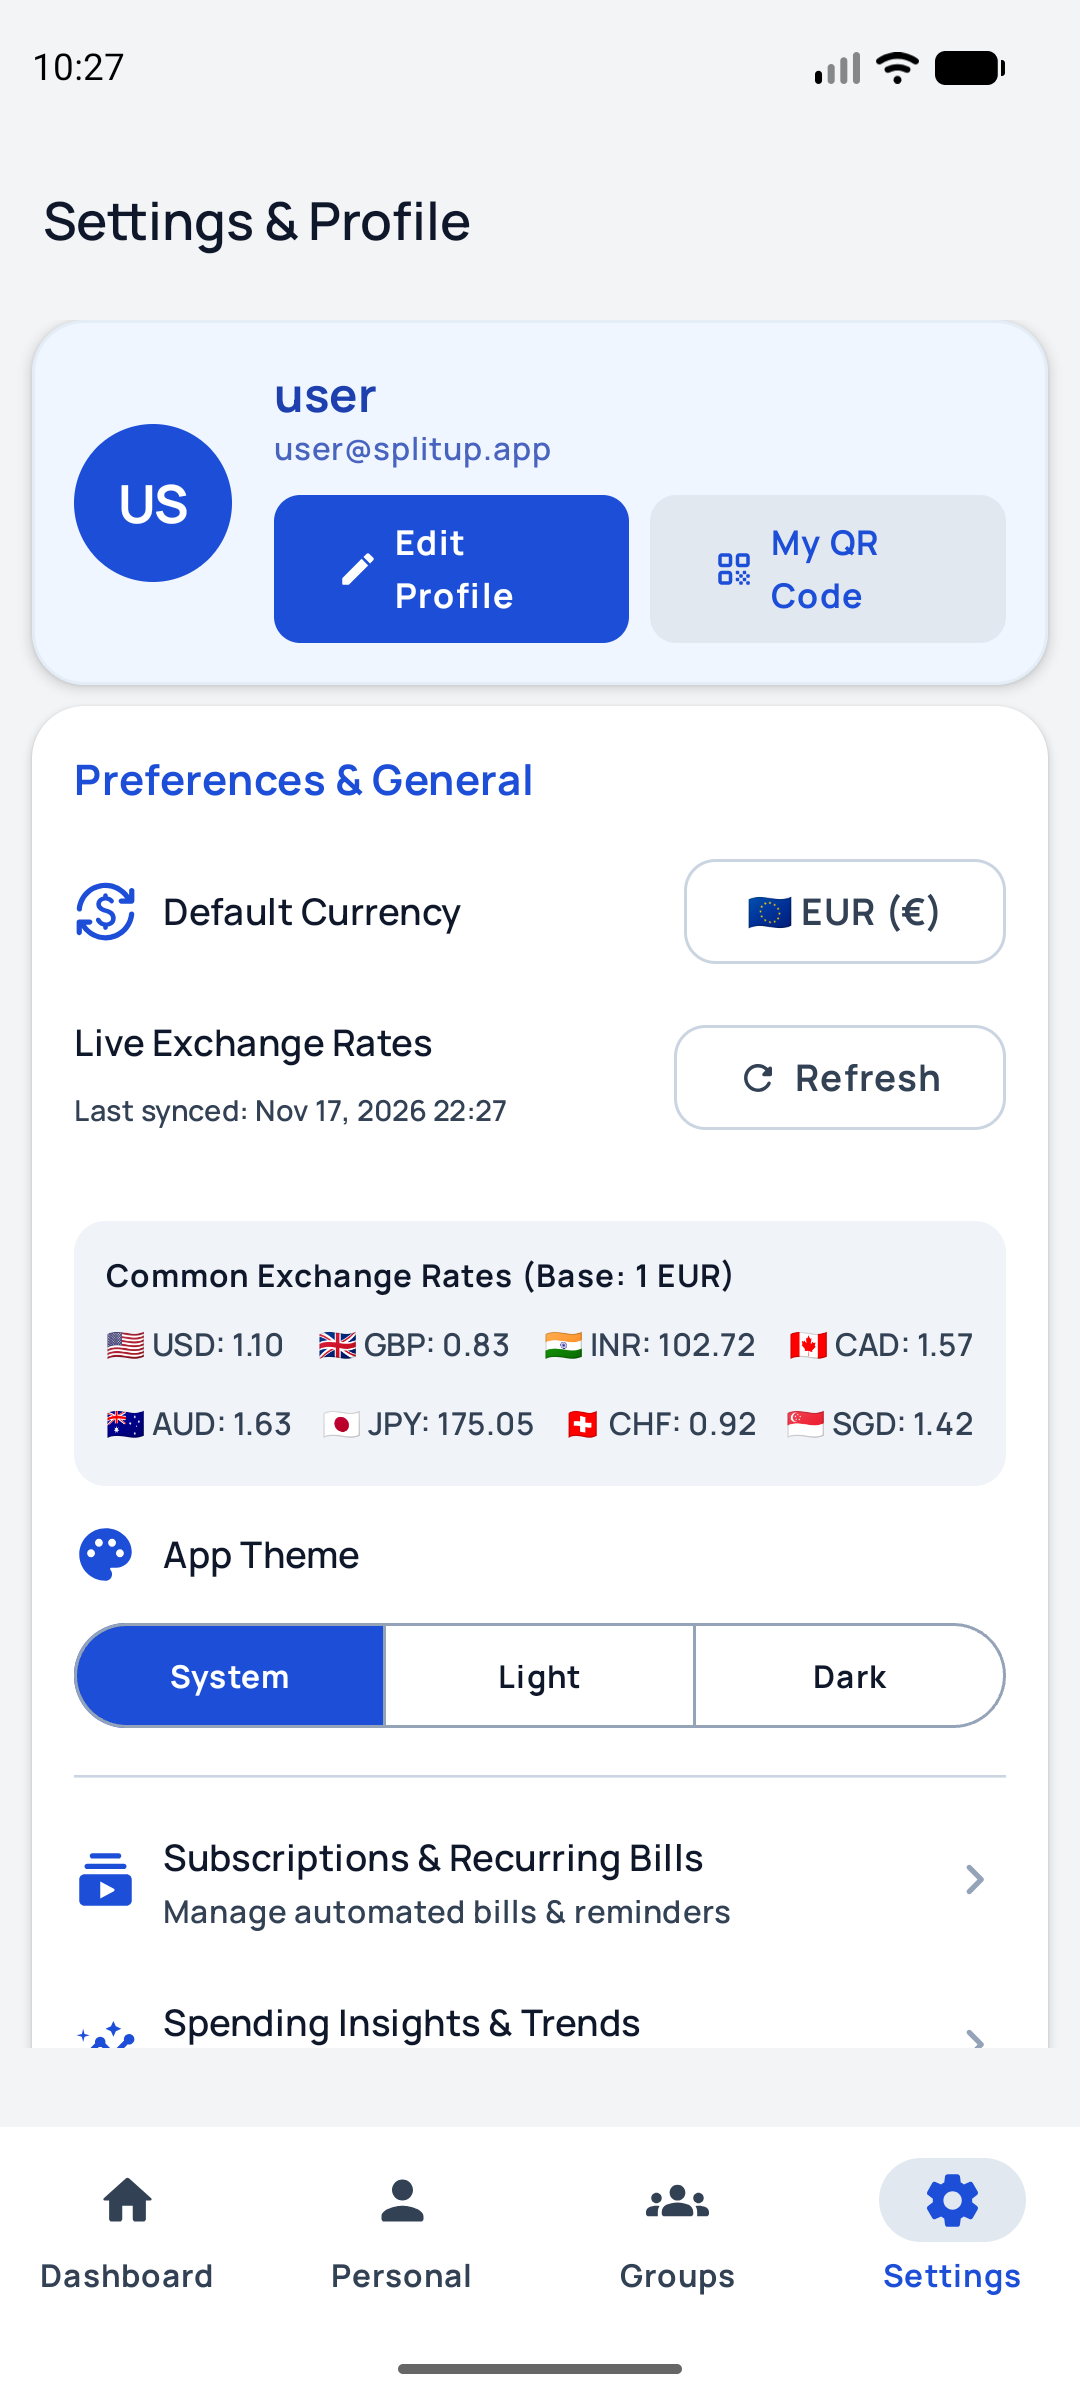 10:27
Settings & Profile
US
user
user@splitup.app
Edit
Profile
My QR
Code
Preferences & General
Default Currency
EUR (€)
Live Exchange Rates
Last synced: Nov 17, 2026 22:27
Refresh
Common Exchange Rates (Base: 1 EUR)
USD: 1.10 GBP: 0.83 INR: 102.72 CAD: 1.57
AUD: 1.63 JPY: 175.05 CHF: 0.92 SGD: 1.42
App Theme
System Light Dark
Subscriptions & Recurring Bills
Manage automated bills & reminders
Spending Insights & Trends
Dashboard Personal Groups Settings